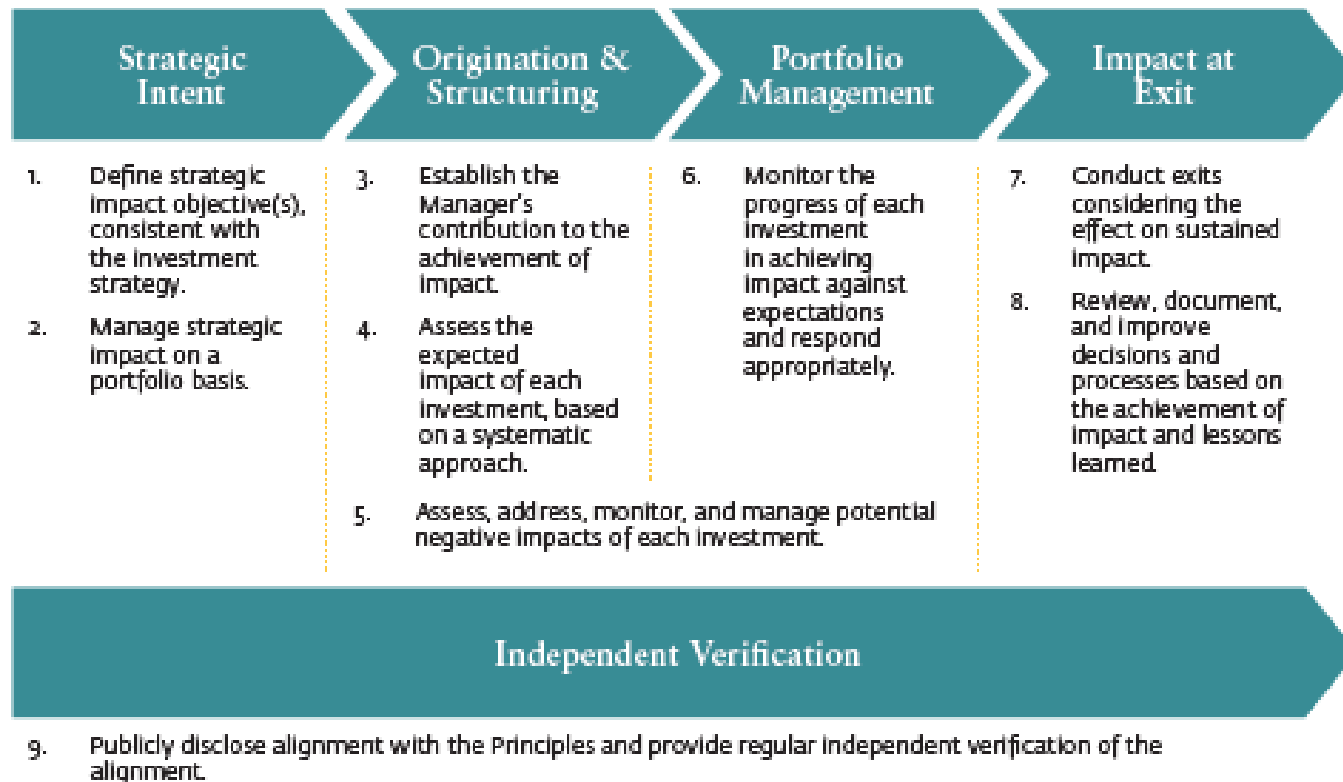 Strategic
Intent
Origination &
Structuring
Portfolio
Management
Impact at
Exit
1. Define strategic
impact objective(s),
consistent with
the investment
strategy.
2. Manage strategic
impact on a
portfolio basis.
3. Establish the
Manager's
contribution to the
achievement of
impact.
4. Assess the
expected
impact of each
investment, based
on a systematic
approach.
6. Monitor the
progress of each
investment
in achieving
impact against
expectations
and respond
appropriately.
5. Assess, address, monitor, and manage potential
negative impacts of each investment.
7. Conduct exits
considering the
effect on sustained
impact.
8. Review, document,
and improve
decisions and
processes based on
the achievement of
impact and lessons
learned.
Independent Verification
9. Publicly disclose alignment with the Principles and provide regular independent verification of the
alignment.